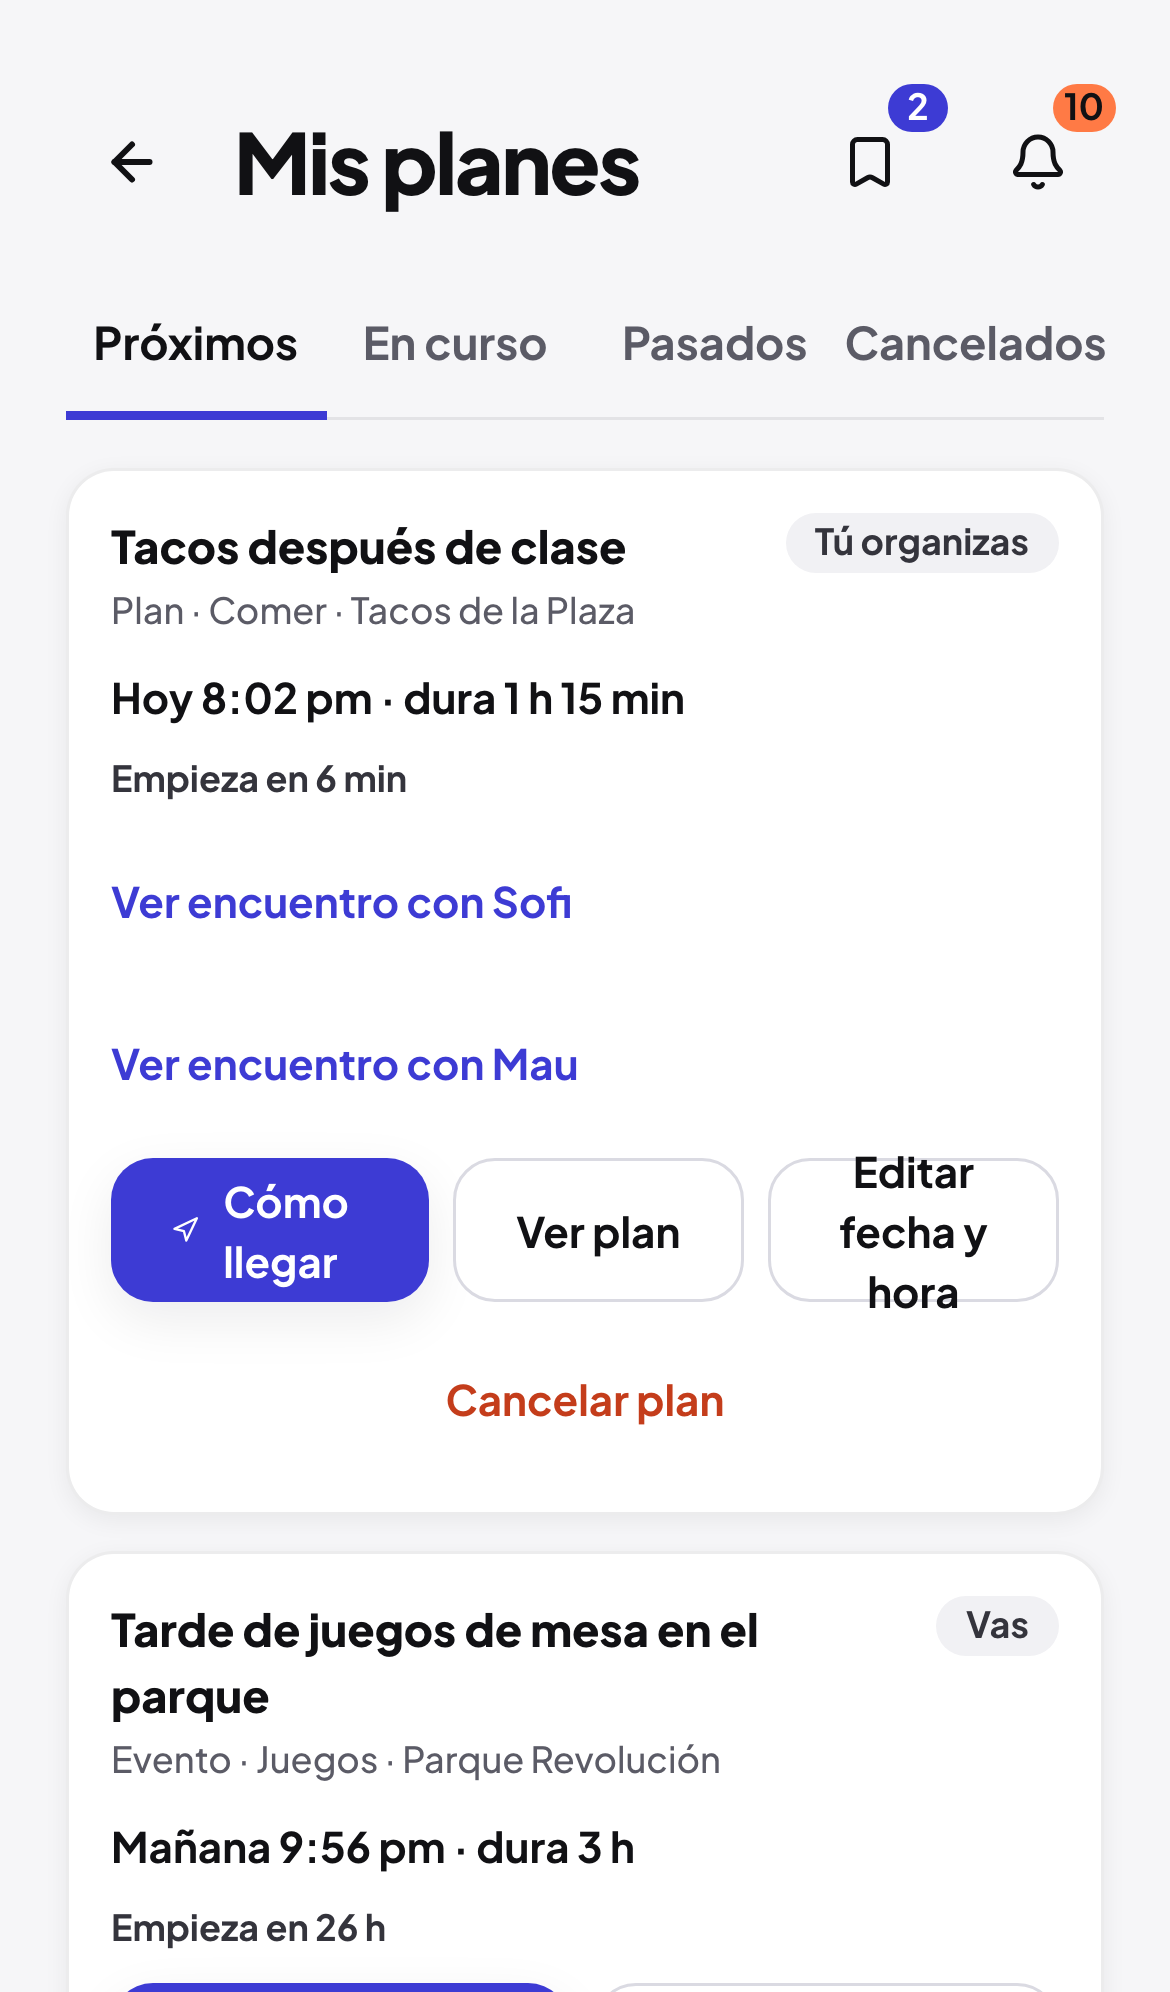 Mis planes
2
10
Próximos
En curso
Pasados
Cancelados
Tacos después de clase
Tú organizas
Plan · Comer · Tacos de la Plaza
Hoy 8:02 pm · dura 1 h 15 min
Empieza en 6 min
Ver encuentro con Sofi
Ver encuentro con Mau
Cómo
llegar
Ver plan
Editar
fecha y
hora
Cancelar plan
Tarde de juegos de mesa en el
parque
Vas
Evento · Juegos · Parque Revolución
Mañana 9:56 pm · dura 3 h
Empieza en 26 h